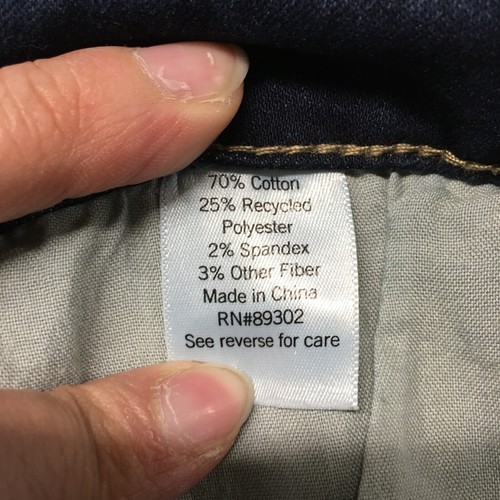 70% Cotton
25% Recycled
Polyester
2% Spandex
3% Other Fiber
Made in China
RN#89302
See reverse for care